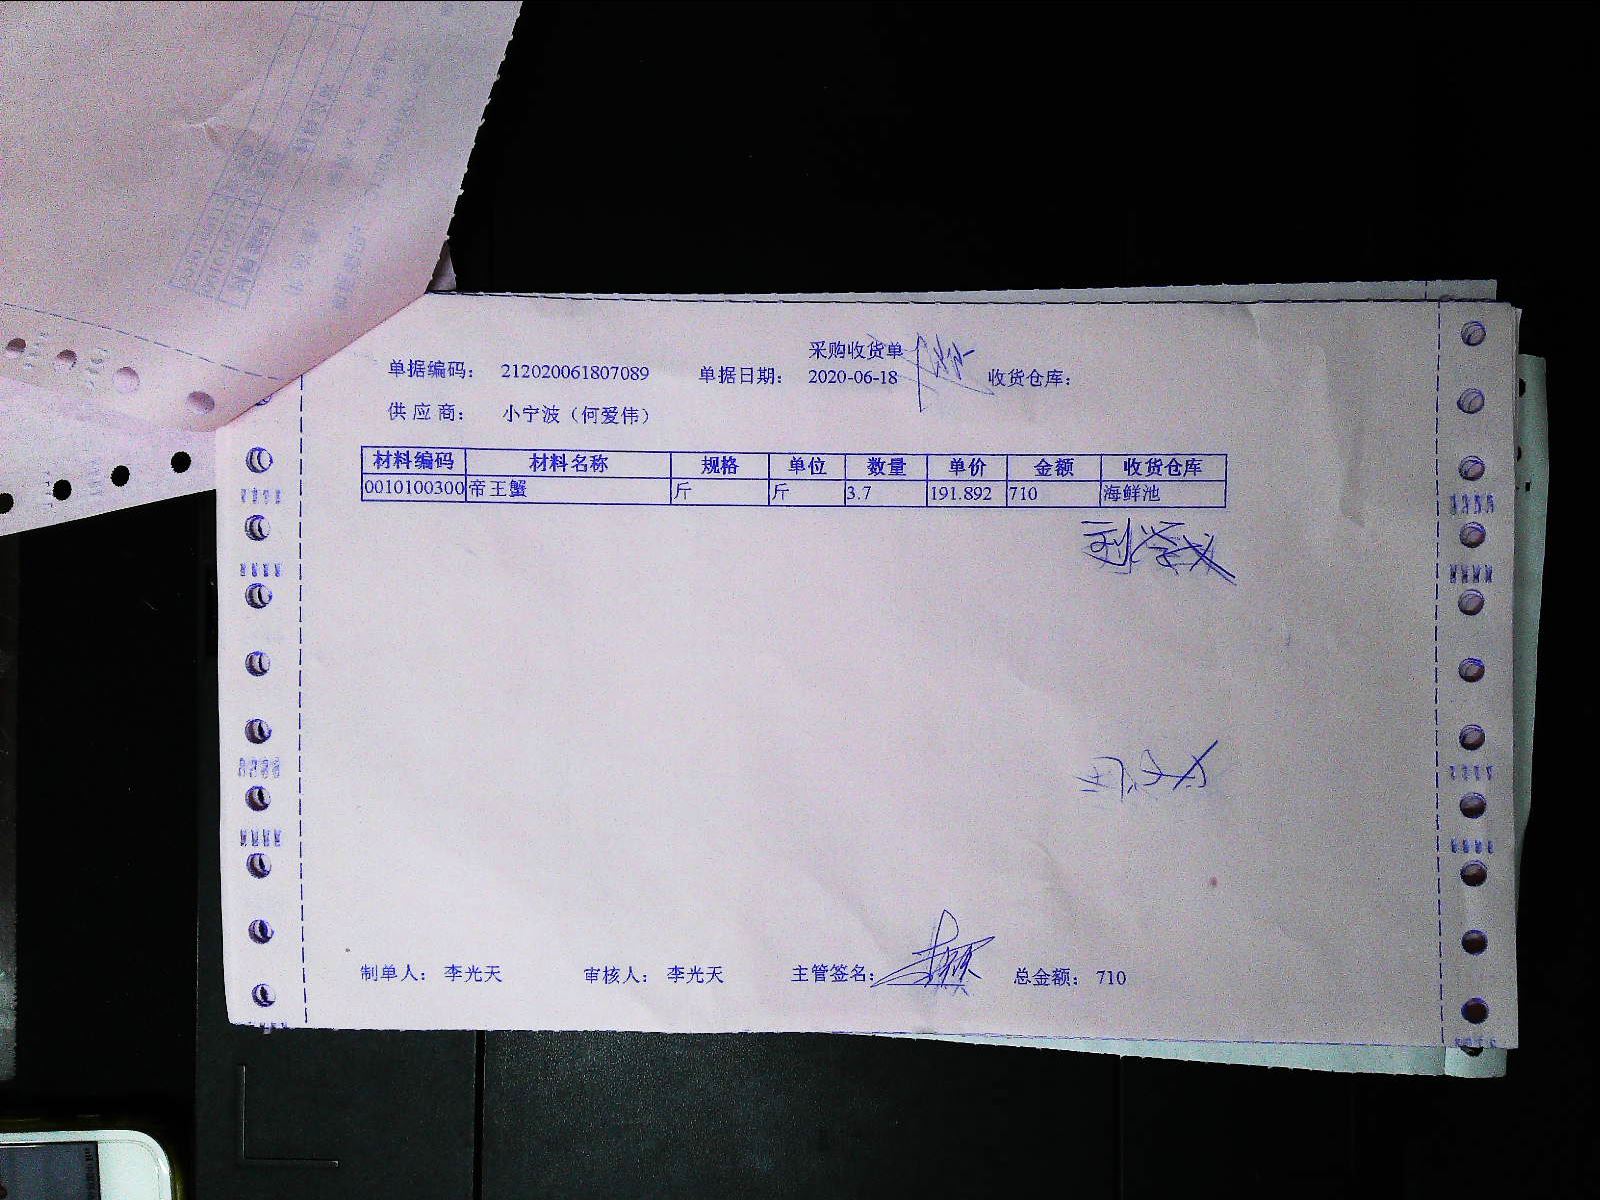 采购收货单
单据编码： 212020061807089 单据日期： 2020-06-18 收货仓库：
供应商： 小宁波（何爱伟）
材料编码 材料名称 规格 单位 数量 单价 金额 收货仓库
0010100300 帝王蟹 斤 斤 3.7 191.892 710 海鲜池
制单人： 李光天 审核人： 李光天 主管签名： 总金额： 710